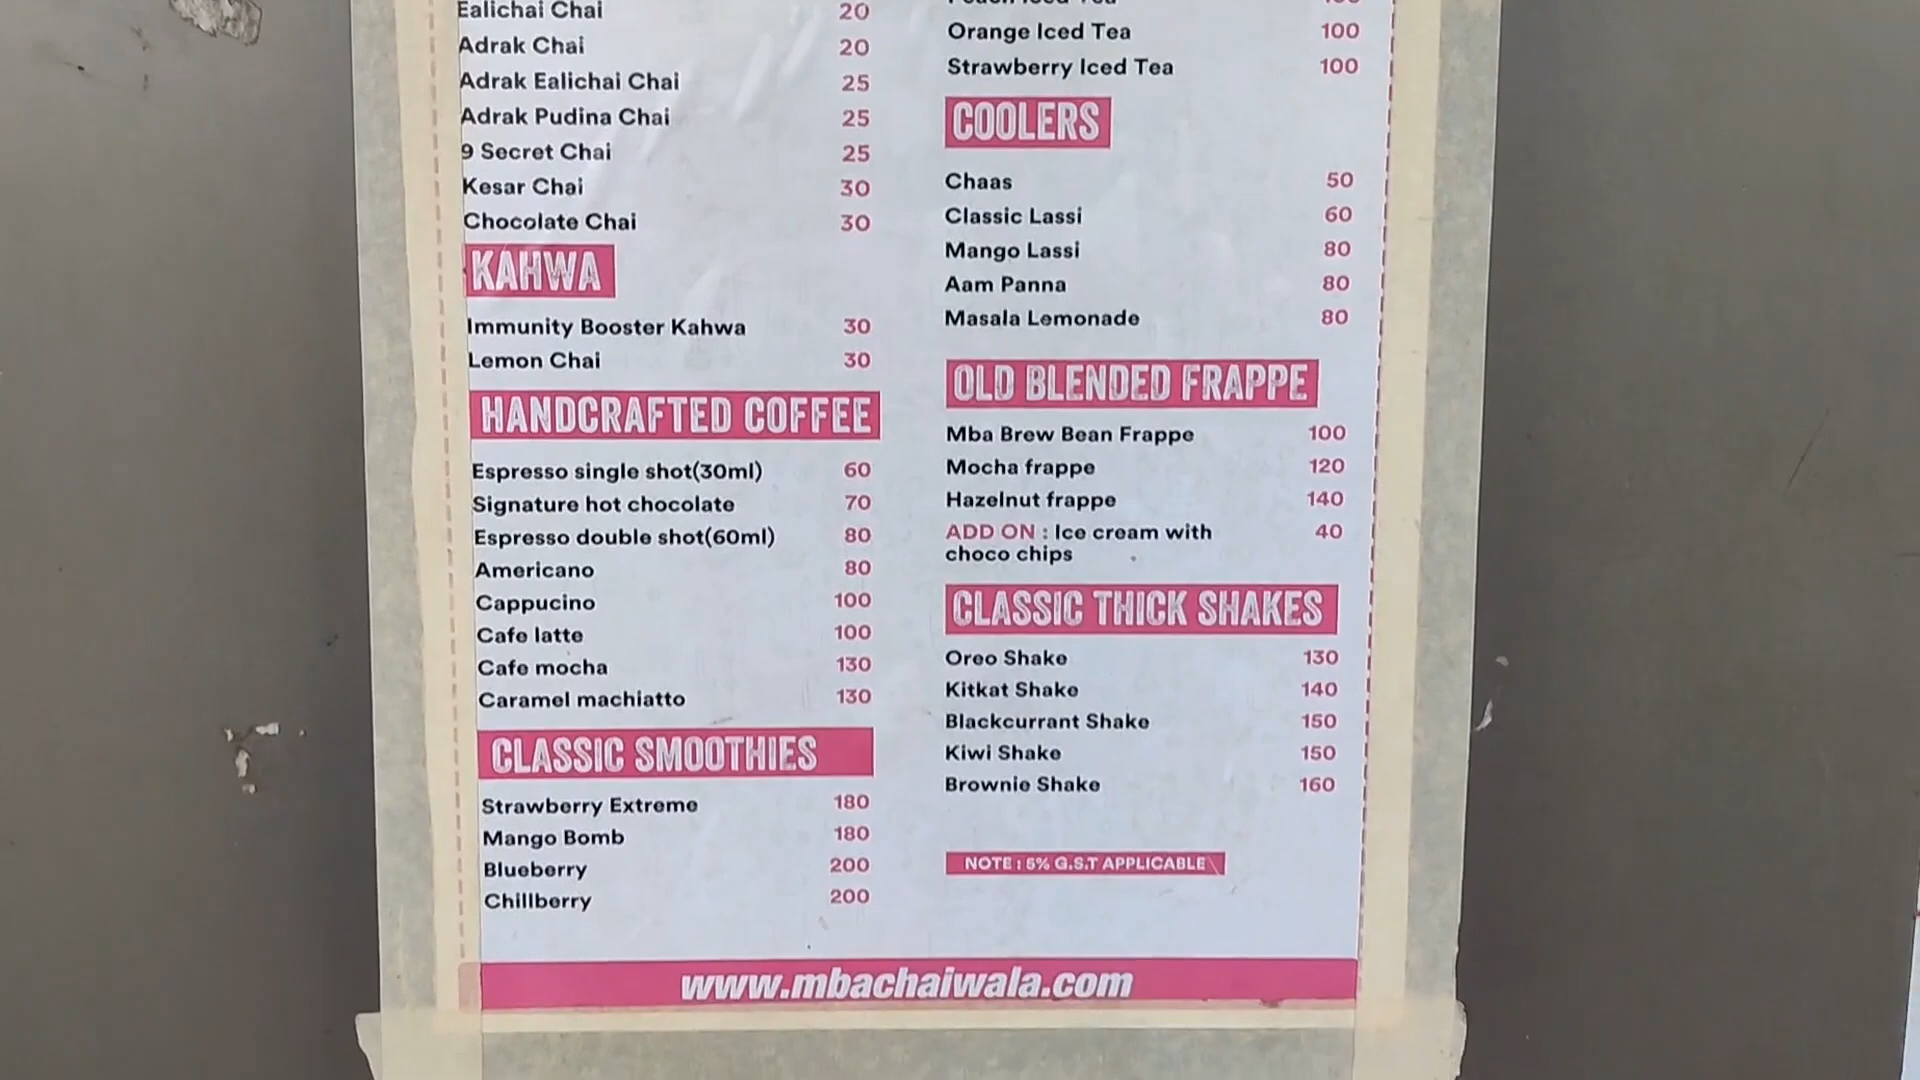 Ealichai Chai 20
Adrak Chai 20
Adrak Ealichai Chai 25
Adrak Pudina Chai 25
9 Secret Chai 25
Kesar Chai 30
Chocolate Chai 30
KAHWA
Immunity Booster Kahwa 30
Lemon Chai 30
HANDCRAFTED COFFEE
Espresso single shot(30ml) 60
Signature hot chocolate 70
Espresso double shot(60ml) 80
Americano 80
Cappucino 100
Cafe latte 100
Cafe mocha 130
Caramel machiatto 130
CLASSIC SMOOTHIES
Strawberry Extreme 180
Mango Bomb 180
Blueberry 200
Chillberry 200
Orange Iced Tea 100
Strawberry Iced Tea 100
COOLERS
Chaas 50
Classic Lassi 60
Mango Lassi 80
Aam Panna 80
Masala Lemonade 80
OLD BLENDED FRAPPE
Mba Brew Bean Frappe 100
Mocha frappe 120
Hazelnut frappe 140
ADD ON : Ice cream with 40
choco chips
CLASSIC THICK SHAKES
Oreo Shake 130
Kitkat Shake 140
Blackcurrant Shake 150
Kiwi Shake 150
Brownie Shake 160
NOTE : 5% G.S.T APPLICABLE
www.mbachaiwala.com